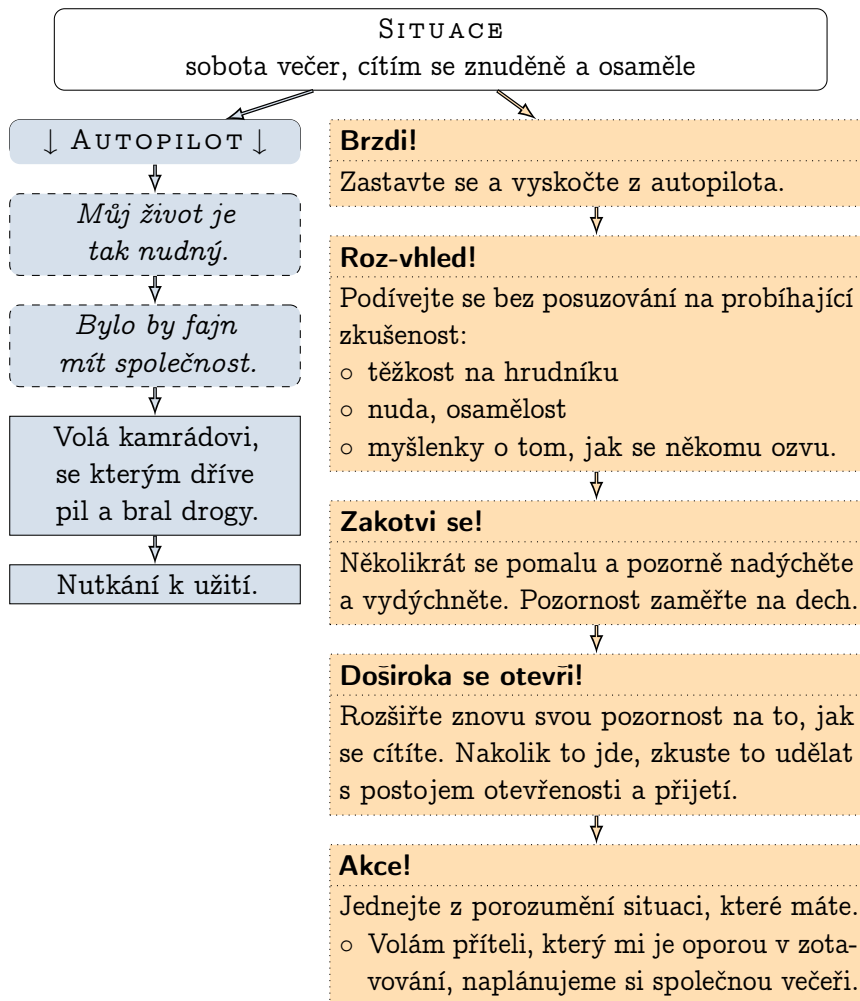 SITUACE
sobota večer, cítím se znuděně a osaměle
↓ AUTOPILOT ↓
Můj život je
tak nudný.
Bylo by fajn
mít společnost.
Volá kamrádovi,
se kterým dříve
pil a bral drogy.
Nutkání k užití.
Brzdi!
Zastavte se a vyskočte z autopilota.
Roz-vhled!
Podívejte se bez posuzování na probíhající
zkušenost:
◦ těžkost na hrudníku
◦ nuda, osamělost
◦ myšlenky o tom, jak se někomu ozvu.
Zakotvi se!
Několikrát se pomalu a pozorně nadýchěte
a vydýchněte. Pozornost zaměřte na dech.
Doširoka se otevři!
Rozšiřte znovu svou pozornost na to, jak
se cítíte. Nakolik to jde, zkuste to udělat
s postojem otevřenosti a přijetí.
Akce!
Jednejte z porozumění situaci, které máte.
◦ Volám příteli, který mi je oporou v zota-
vování, naplánujeme si společnou večeři.